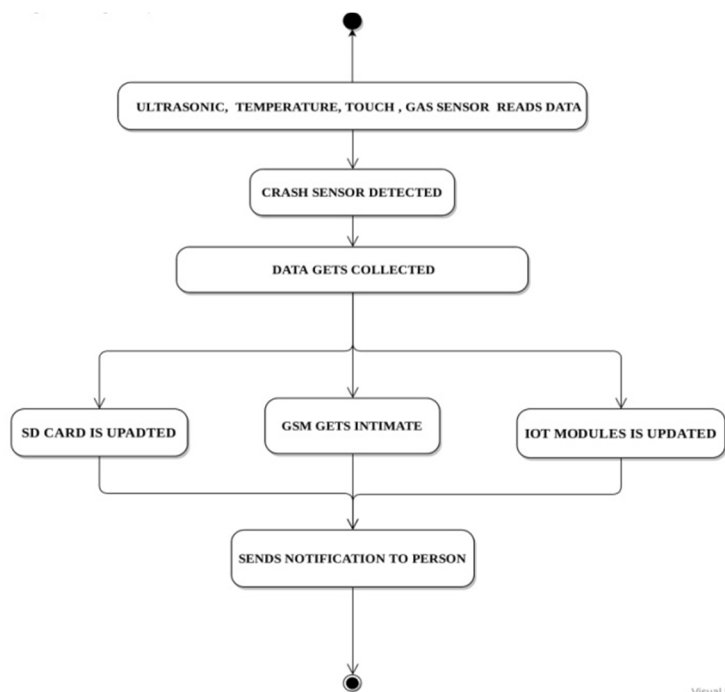 ULTRASONIC, TEMPERATURE, TOUCH , GAS SENSOR READS DATA
CRASH SENSOR DETECTED
DATA GETS COLLECTED
SD CARD IS UPADTED
GSM GETS INTIMATE
IOT MODULES IS UPDATED
SENDS NOTIFICATION TO PERSON